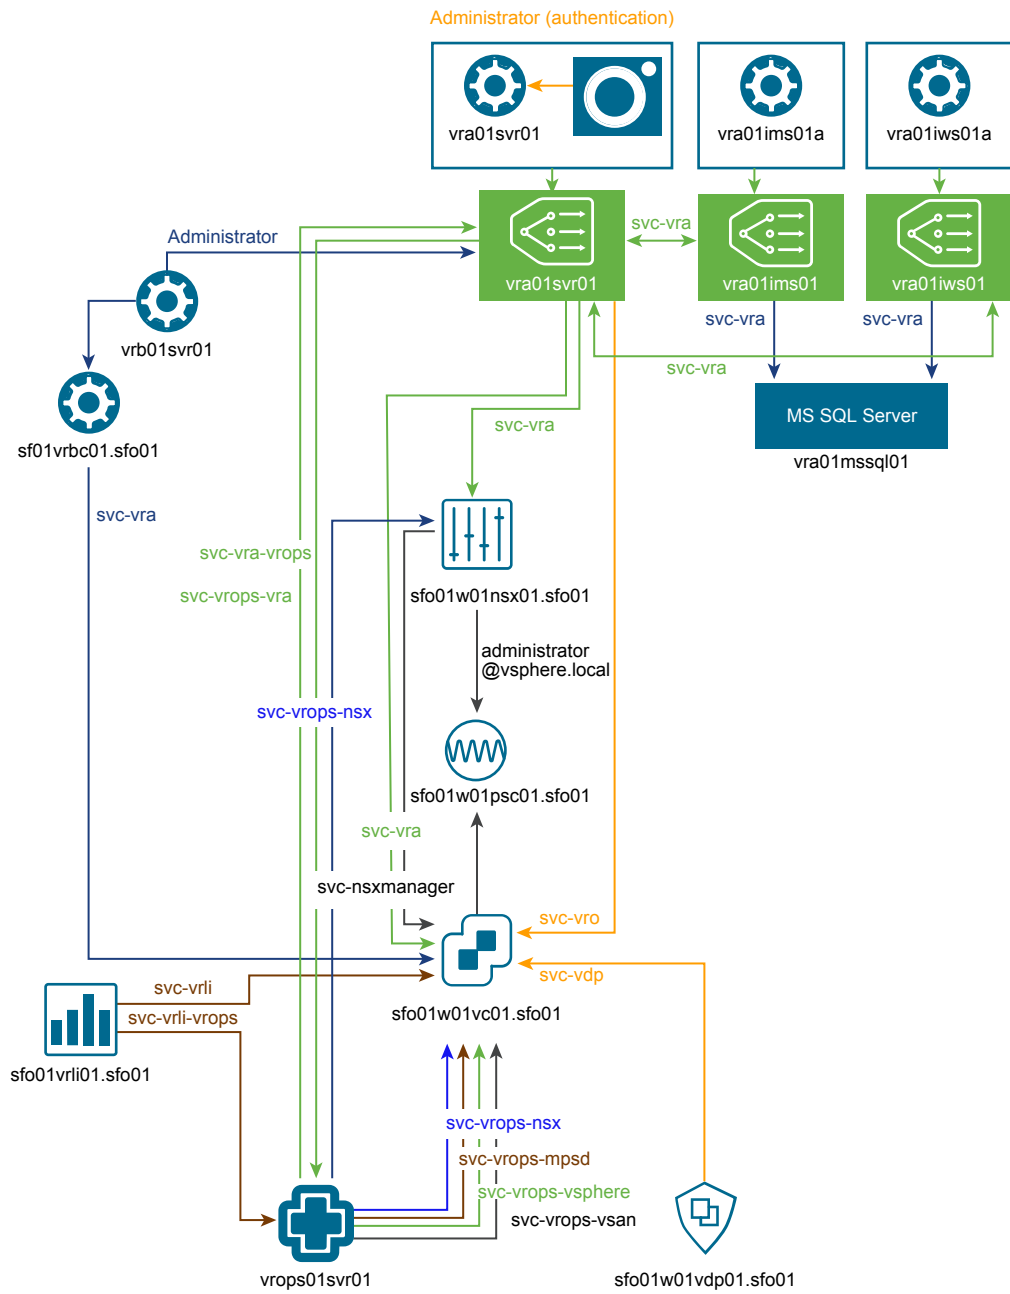 Administrator (authentication)
vra01svr01
vra01ims01a
vra01iws01a
Administrator
svc-vra
vra01svr01
vra01ims01
vra01iws01
svc-vra
svc-vra
vrb01svr01
svc-vra
MS SQL Server
svc-vra
sf01vrbc01.sfo01
vra01mssql01
svc-vra
svc-vra-vrops
svc-vrops-vra
sfo01w01nsx01.sfo01
administrator
@vsphere.local
svc-vrops-nsx
sfo01w01psc01.sfo01
svc-vra
svc-nsxmanager
svc-vro
svc-vdp
svc-vrli
svc-vrli-vrops
sfo01w01vc01.sfo01
sfo01vrli01.sfo01
svc-vrops-nsx
svc-vrops-mpsd
svc-vrops-vsphere
svc-vrops-vsan
vrops01svr01
sfo01w01vdp01.sfo01